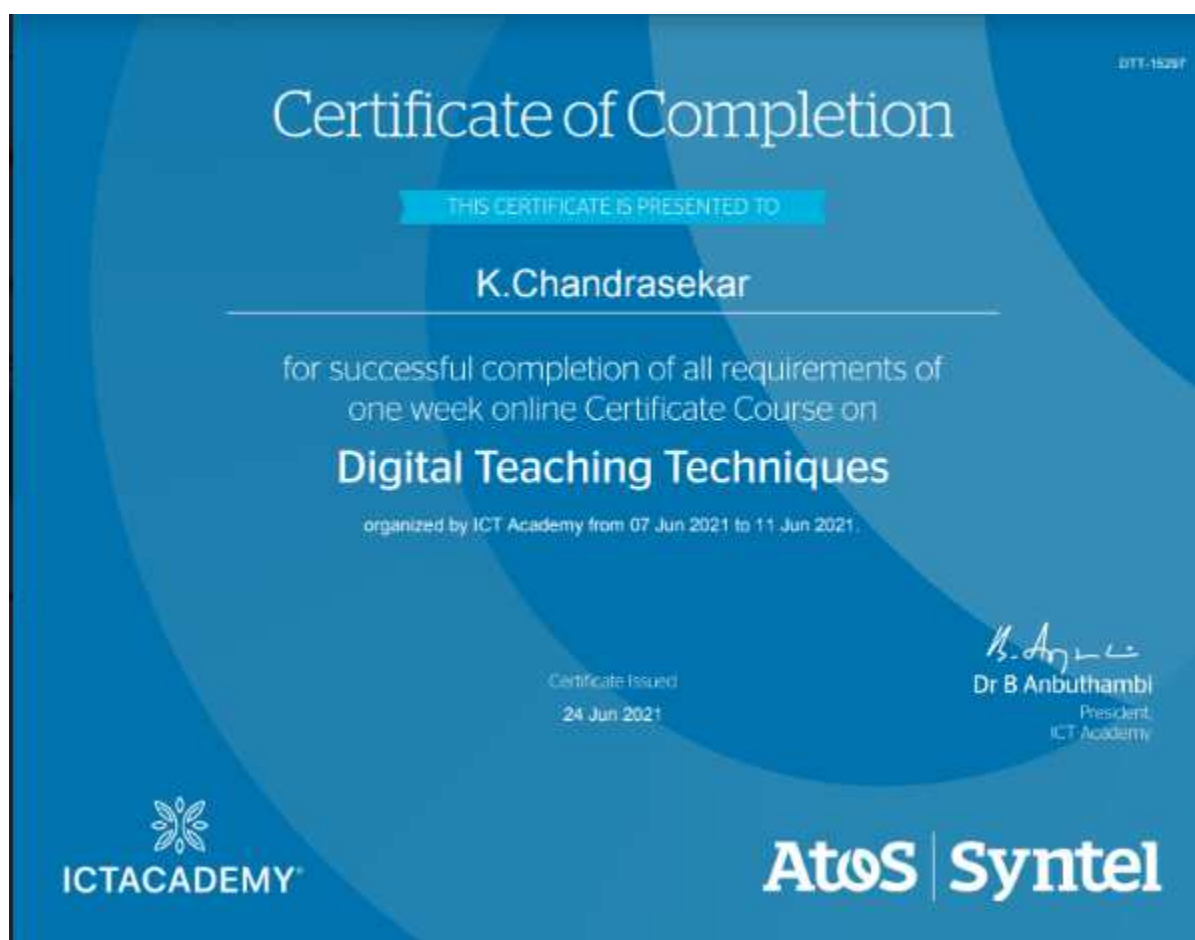 DTT-15297
Certificate of Completion
THIS CERTIFICATE IS PRESENTED TO
K.Chandrasekar
for successful completion of all requirements of
one week online Certificate Course on
Digital Teaching Techniques
organized by ICT Academy from 07 Jun 2021 to 11 Jun 2021.
Certificate Issued
24 Jun 2021
Dr B Anbuthambi
President,
ICT Academy
ICTACADEMY
Atos Syntel